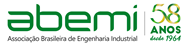 abemi
Associação Brasileira de Engenharia Industrial
58
ANOS
desde 1964